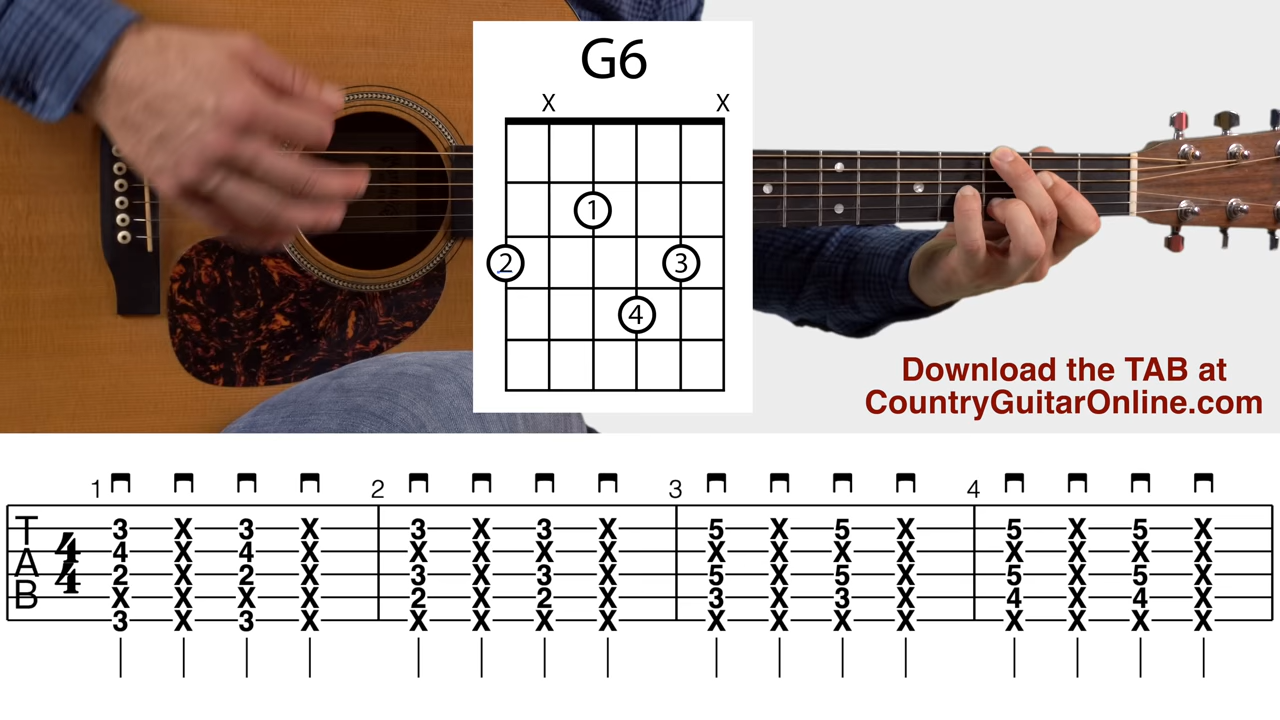 G6
X X
1
2 3
4
Download the TAB at
CountryGuitarOnline.com
1 2 3 4
T 3 X 3 X 3 X 3 X 5 X 5 X 5 X 5 X
4 4 X 4 X X X X X X X X X X X X X
A 4 2 X 2 X 3 X 3 X 5 X 5 X 5 X 5 X
B X X X X 2 X 2 X 3 X 3 X 4 X 4 X
3 X 3 X X X X X X X X X X X X X